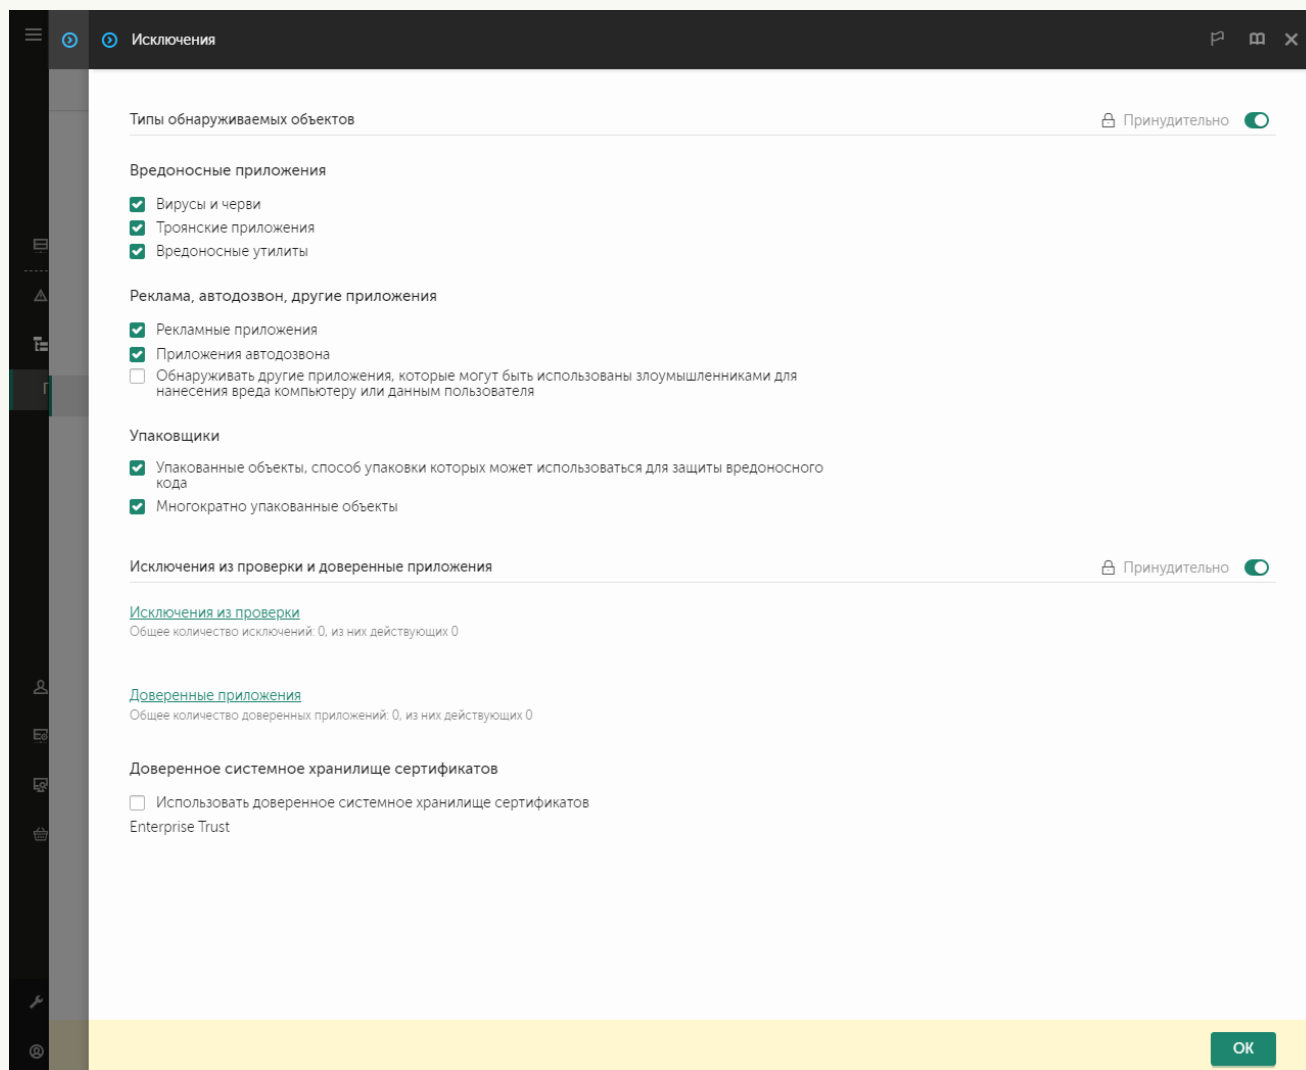 Исключения
Типы обнаруживаемых объектов
Принудительно
Вредоносные приложения
Вирусы и черви
Троянские приложения
Вредоносные утилиты
Реклама, автодозвон, другие приложения
Рекламные приложения
Приложения автодозвона
Обнаруживать другие приложения, которые могут быть использованы злоумышленниками для
нанесения вреда компьютеру или данным пользователя
Упаковщики
Упакованные объекты, способ упаковки которых может использоваться для защиты вредоносного
кода
Многократно упакованные объекты
Исключения из проверки и доверенные приложения
Принудительно
Исключения из проверки
Общее количество исключений: 0, из них действующих 0
Доверенные приложения
Общее количество доверенных приложений: 0, из них действующих 0
Доверенное системное хранилище сертификатов
Использовать доверенное системное хранилище сертификатов
Enterprise Trust
ОК